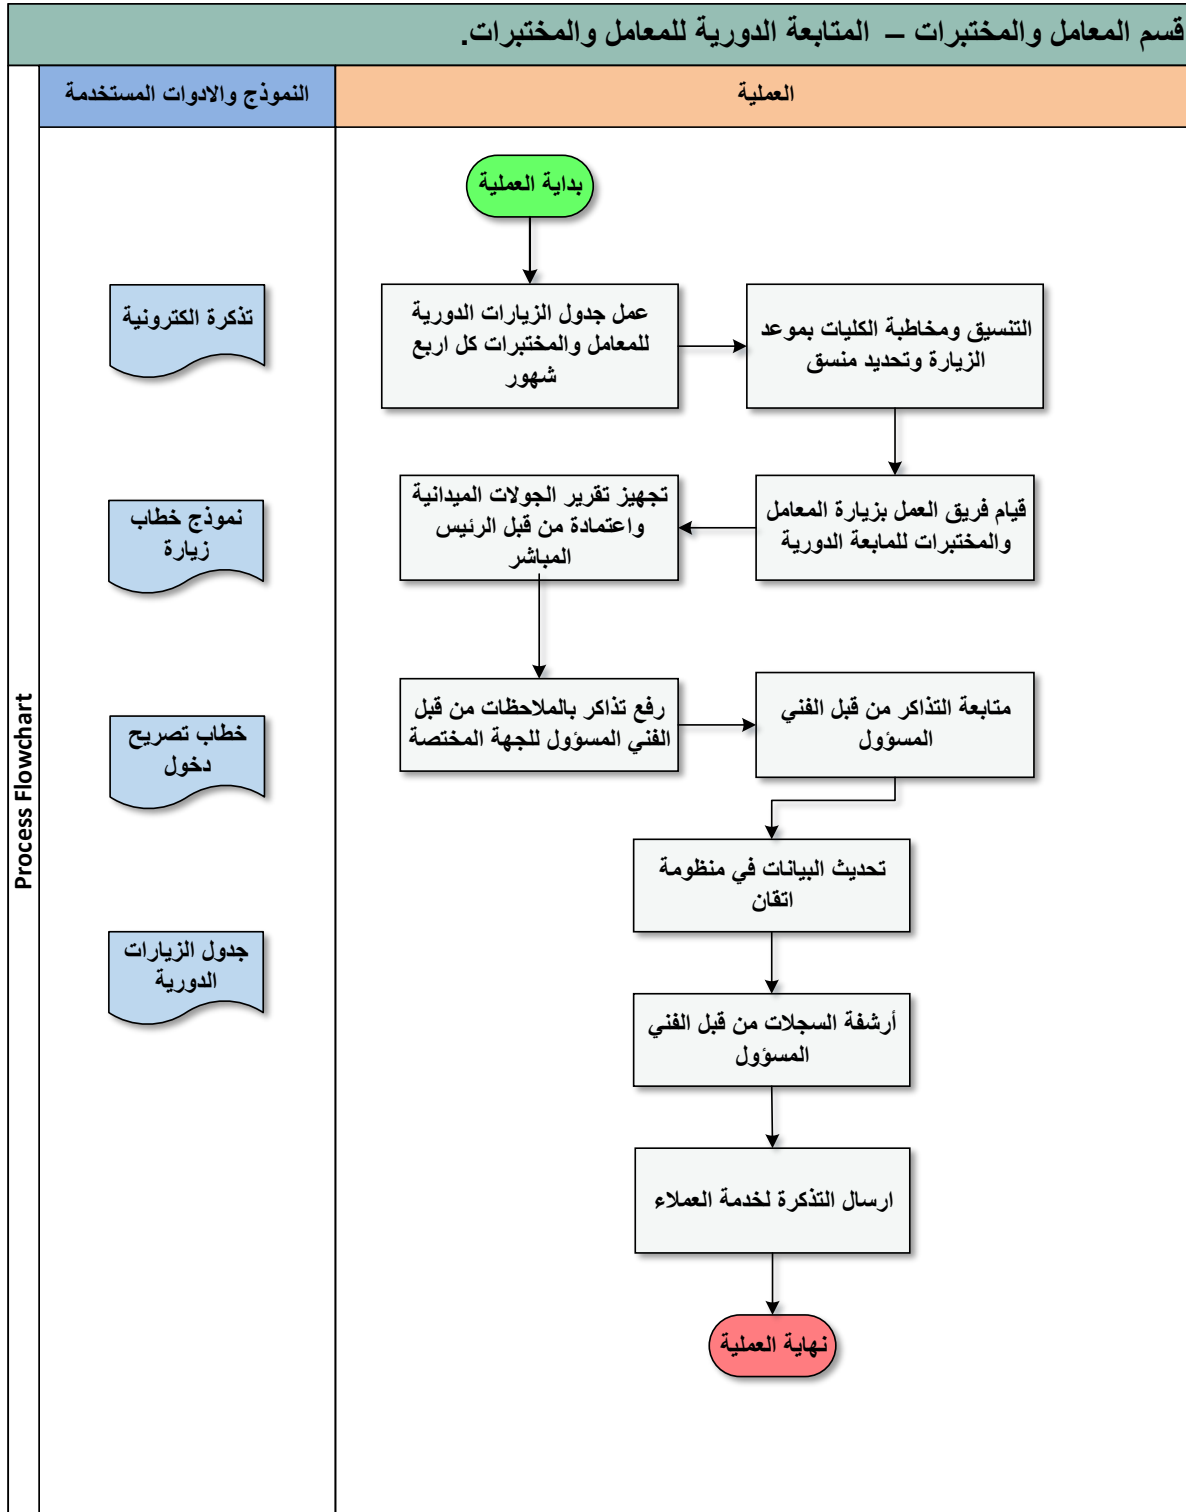 قسم المعامل والمختبرات – المتابعة الدورية للمعامل والمختبرات.
العملية
النموذج والادوات المستخدمة
Process Flowchart
بداية العملية
عمل جدول الزيارات الدورية
للمعامل والمختبرات كل اربع
شهور
التنسيق ومخاطبة الكليات بموعد
الزيارة وتحديد منسق
قيام فريق العمل بزيارة المعامل
والمختبرات للمابعة الدورية
تجهيز تقرير الجولات الميدانية
واعتمادة من قبل الرئيس
المباشر
رفع تذاكر بالملاحظات من قبل
الفني المسؤول للجهة المختصة
متابعة التذاكر من قبل الفني
المسؤول
تحديث البيانات في منظومة
اتقان
أرشفة السجلات من قبل الفني
المسؤول
ارسال التذكرة لخدمة العملاء
نهاية العملية
تذكرة الكترونية
نموذج خطاب
زيارة
خطاب تصريح
دخول
جدول الزيارات
الدورية